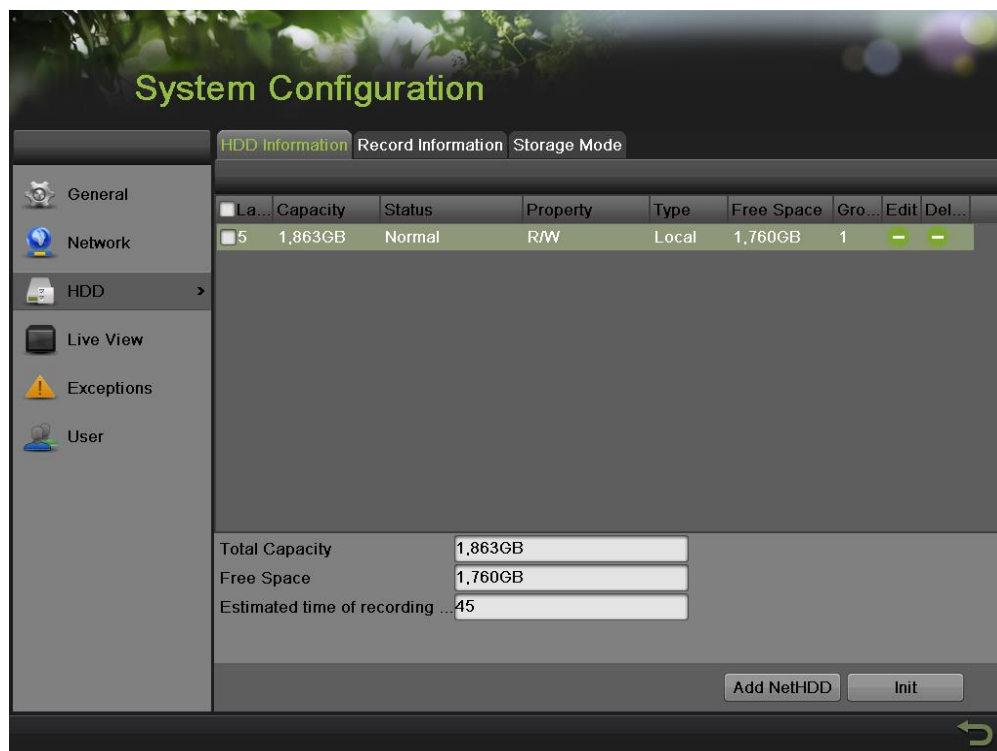 System Configuration
HDD Information Record Information Storage Mode
General
Network
HDD
Live View
Exceptions
User
La... Capacity Status Property Type Free Space Gro... Edit Del...
5 1,863GB Normal R/W Local 1,760GB 1
Total Capacity 1,863GB
Free Space 1,760GB
Estimated time of recording ... 45
Add NetHDD Init